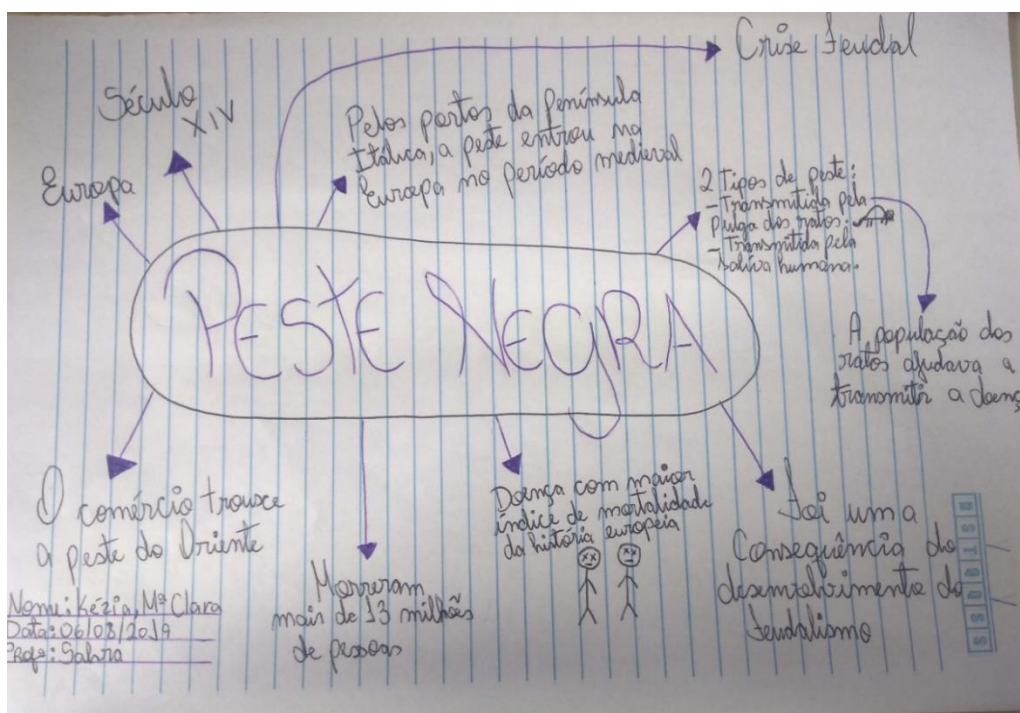 Crise Feudal
Século
XIV
Pelos portos da Península
Itálica, a peste entrou na
Europa no período medieval
Europa
2 Tipos de peste:
- Transmitida pela
pulga dos ratos.
- Transmitida pela
saliva humana.
PESTE NEGRA
A população dos
ratos ajudava a
transmitir a doença
O comércio trouxe
a peste do Oriente
Morreram
mais de 13 milhões
de pessoas
Doença com maior
índice de mortalidade
da história europeia
Foi uma
Consequência do
desenvolvimento do
feudalismo
Nome: Kézia, Mª Clara
Data: 06/08/2019
Profª: Sahra
D S T Q Q S S